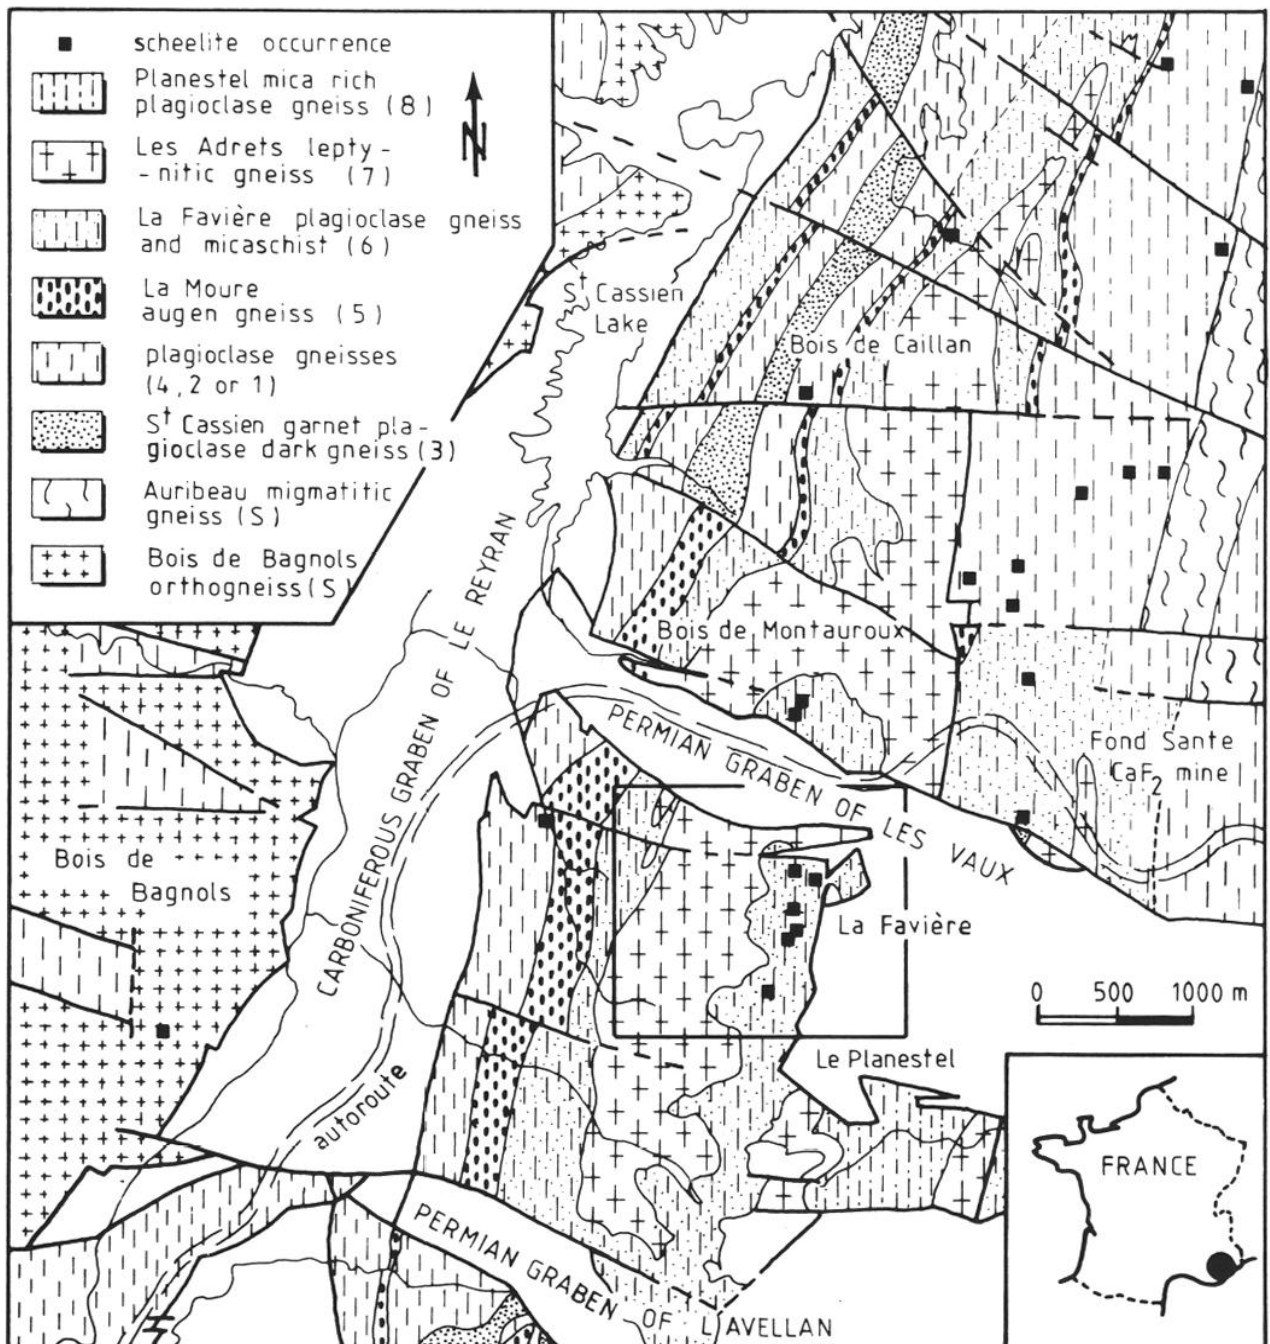 scheelite occurrence
Planestel mica rich
plagioclase gneiss (8)
Les Adrets lepty-
-nitic gneiss (7)
La Favière plagioclase gneiss
and micaschist (6)
La Moure
augen gneiss (5)
plagioclase gneisses
(4, 2 or 1)
St Cassien garnet pla-
gioclase dark gneiss (3)
Auribeau migmatitic
gneiss (S)
Bois de Bagnols
orthogneiss (S)
N
St Cassien
Lake
Bois de Caillan
CARBONIFEROUS GRABEN OF LE REYRAN
Bois de Montauroux
PERMIAN GRABEN OF LES VAUX
Fond Sante
CaF2 mine
Bois de
Bagnols
La Favière
0 500 1000 m
Le Planestel
autoroute
FRANCE
PERMIAN GRABEN OF L'AVELLAN